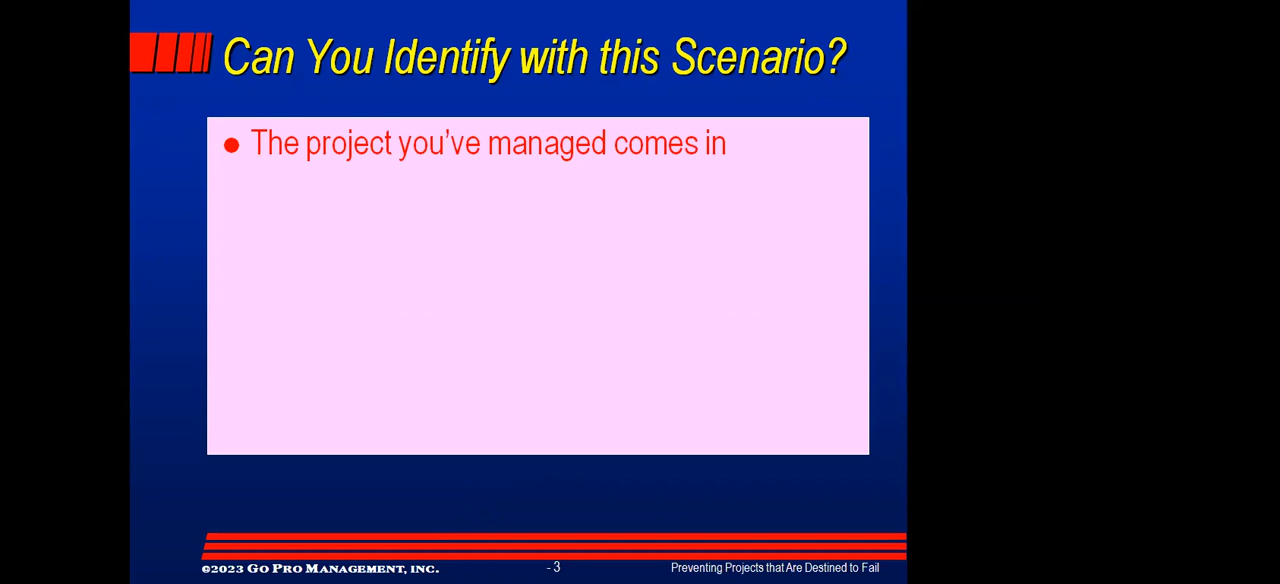 Can You Identify with this Scenario?
● The project you've managed comes in
©2023 Go Pro Management, Inc.
- 3
Preventing Projects that Are Destined to Fail